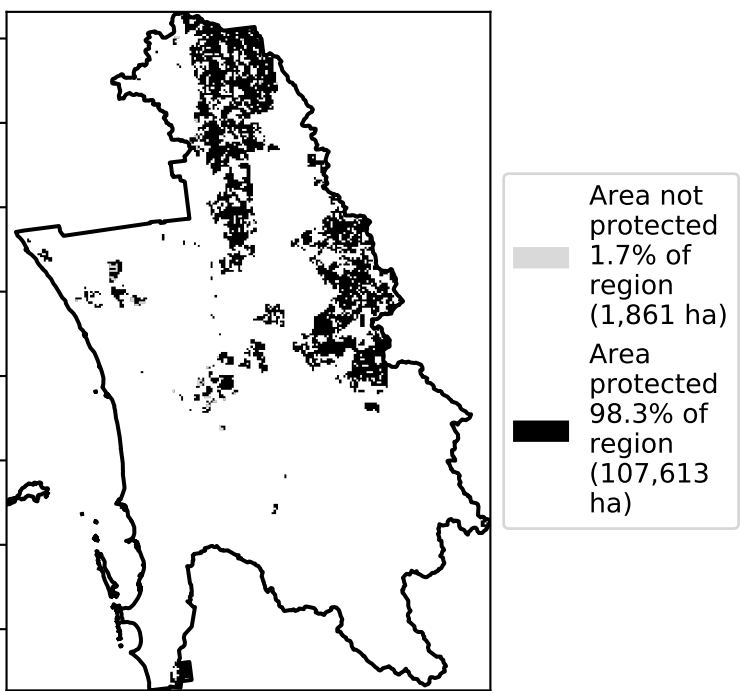 Area not
protected
1.7% of
region
(1,861 ha)
Area
protected
98.3% of
region
(107,613
ha)